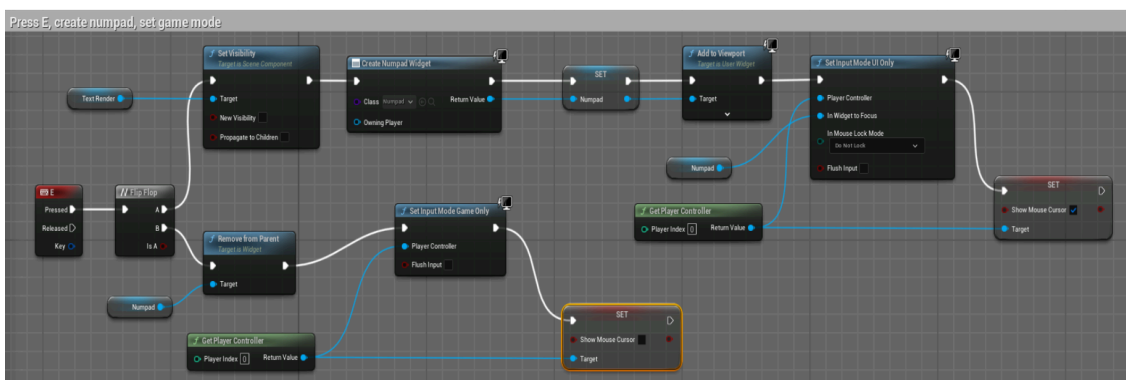 Press E, create numpad, set game mode
Text Render
Set Visibility
Target is Scene Component
Target
New Visibility
Propagate to Children
Create Numpad Widget
Class Numpad Return Value
Owning Player
SET
Numpad
Add to Viewport
Target is User Widget
Target
Set Input Mode UI Only
Player Controller
In Widget to Focus
In Mouse Lock Mode
Do Not Lock
Flush Input
Numpad
Get Player Controller
Player Index 0 Return Value
SET
Show Mouse Cursor
Target
E
Pressed
Released
Key
Flip Flop
A
B
Is A
Remove from Parent
Target is Widget
Target
Numpad
Set Input Mode Game Only
Player Controller
Flush Input
Get Player Controller
Player Index 0 Return Value
SET
Show Mouse Cursor
Target